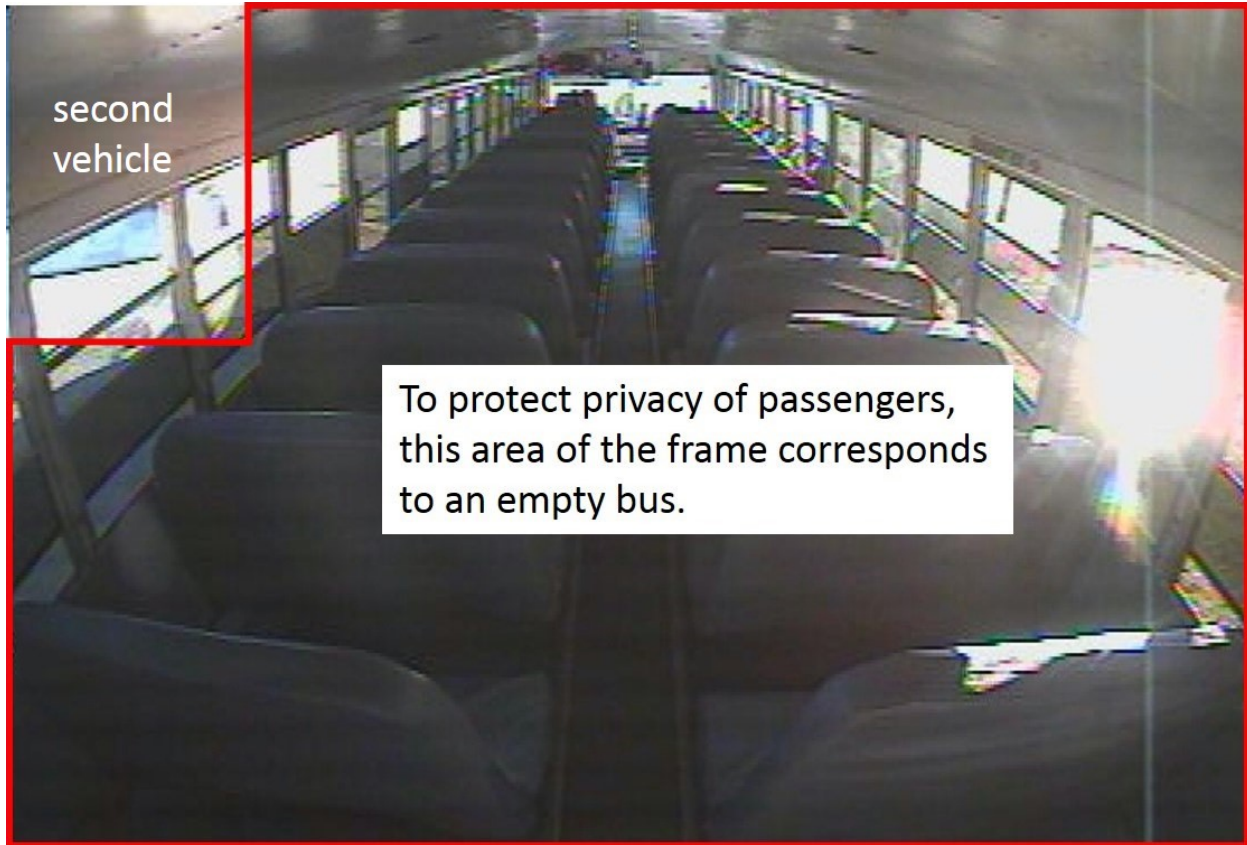 second
vehicle
To protect privacy of passengers,
this area of the frame corresponds
to an empty bus.